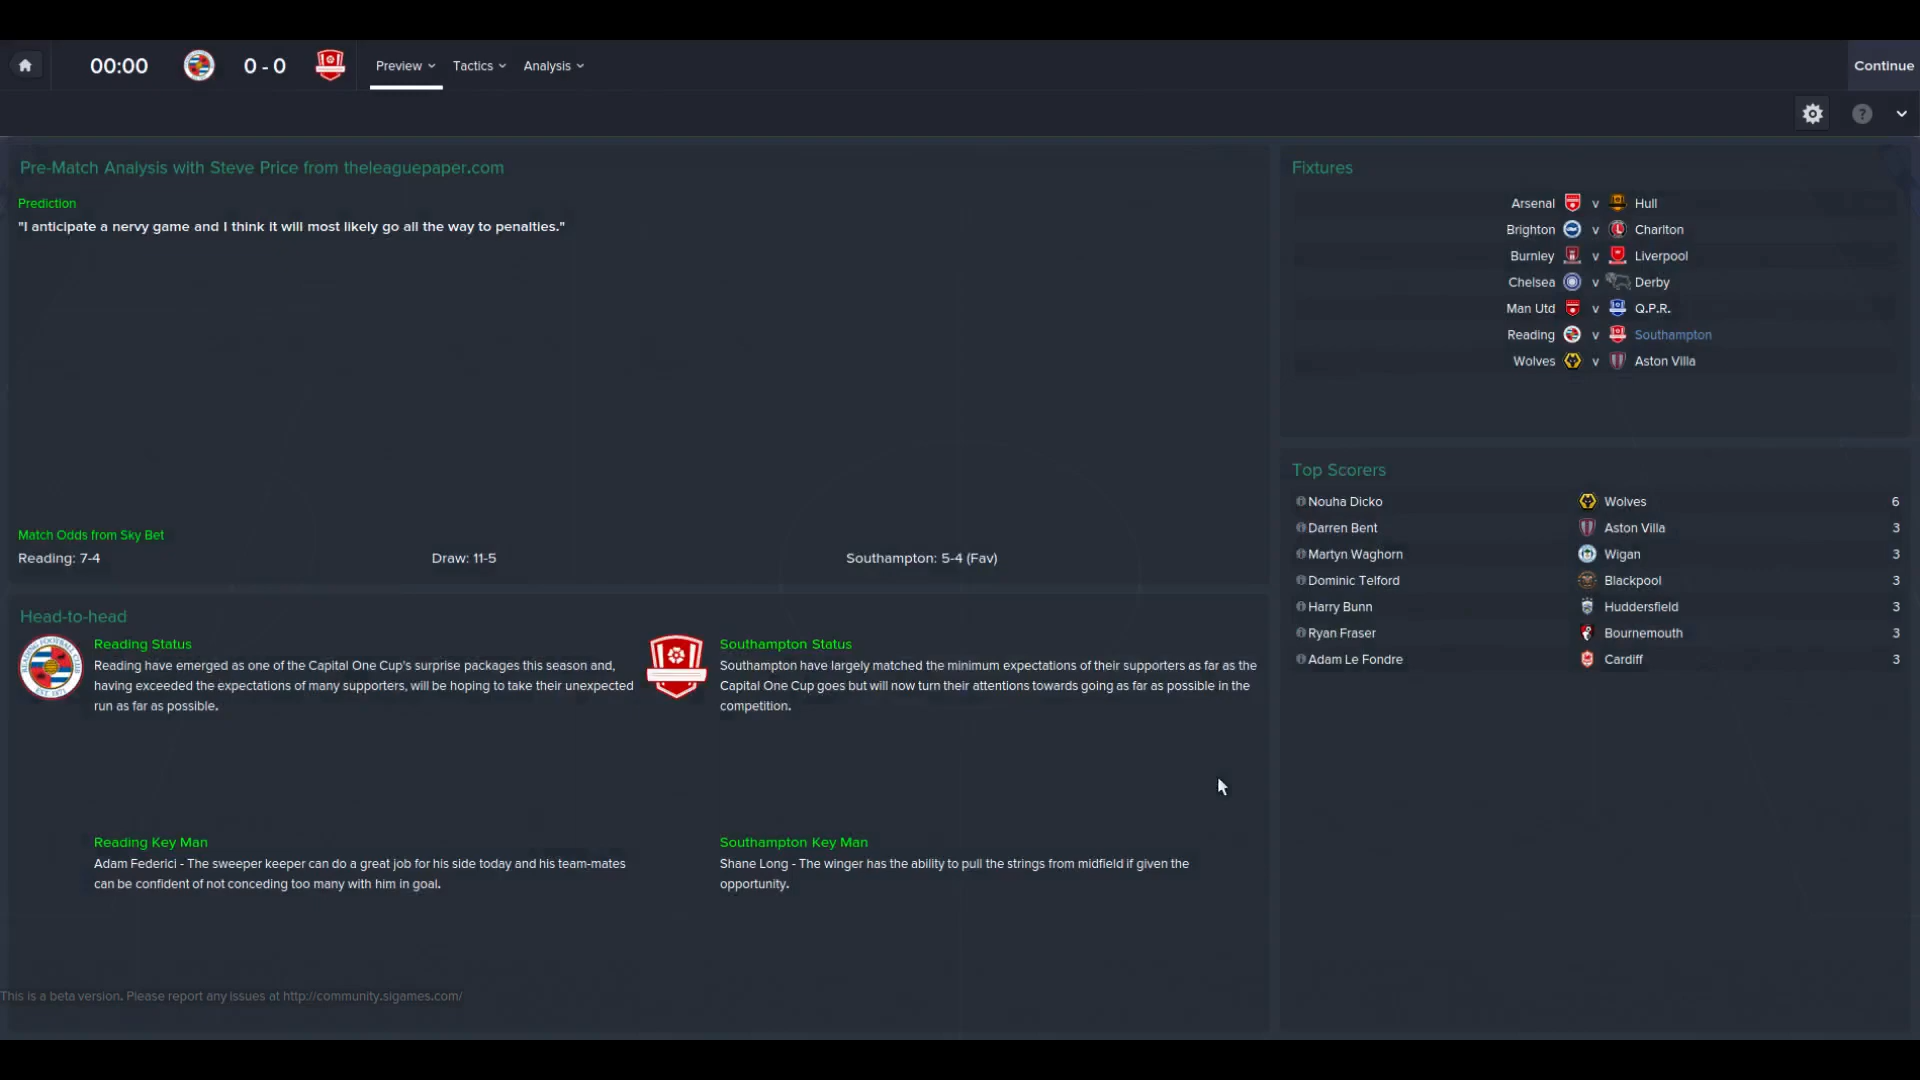 00:00
0 - 0
Preview
Tactics
Analysis
Continue
?
Pre-Match Analysis with Steve Price from theleaguepaper.com
Prediction
"I anticipate a nervy game and I think it will most likely go all the way to penalties."
Match Odds from Sky Bet
Reading: 7-4
Draw: 11-5
Southampton: 5-4 (Fav)
Head-to-head
Reading Status
Reading have emerged as one of the Capital One Cup's surprise packages this season and,
having exceeded the expectations of many supporters, will be hoping to take their unexpected
run as far as possible.
Southampton Status
Southampton have largely matched the minimum expectations of their supporters as far as the
Capital One Cup goes but will now turn their attentions towards going as far as possible in the
competition.
Reading Key Man
Adam Federici - The sweeper keeper can do a great job for his side today and his team-mates
can be confident of not conceding too many with him in goal.
Southampton Key Man
Shane Long - The winger has the ability to pull the strings from midfield if given the
opportunity.
This is a beta version. Please report any issues at http://community.sigames.com/
Fixtures
Arsenal v Hull
Brighton v Charlton
Burnley v Liverpool
Chelsea v Derby
Man Utd v Q.P.R.
Reading v Southampton
Wolves v Aston Villa
Top Scorers
Nouha Dicko Wolves 6
Darren Bent Aston Villa 3
Martyn Waghorn Wigan 3
Dominic Telford Blackpool 3
Harry Bunn Huddersfield 3
Ryan Fraser Bournemouth 3
Adam Le Fondre Cardiff 3